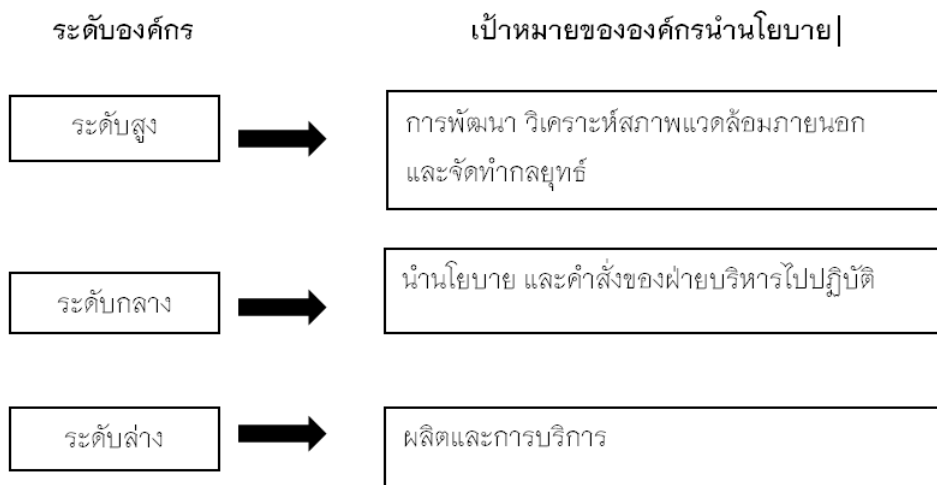 ระดับองค์กร
เป้าหมายขององค์กรนำนโยบาย
ระดับสูง
การพัฒนา วิเคราะห์สภาพแวดล้อมภายนอก
และจัดทำกลยุทธ์
ระดับกลาง
นำนโยบาย และคำสั่งของฝ่ายบริหารไปปฏิบัติ
ระดับล่าง
ผลิตและการบริการ